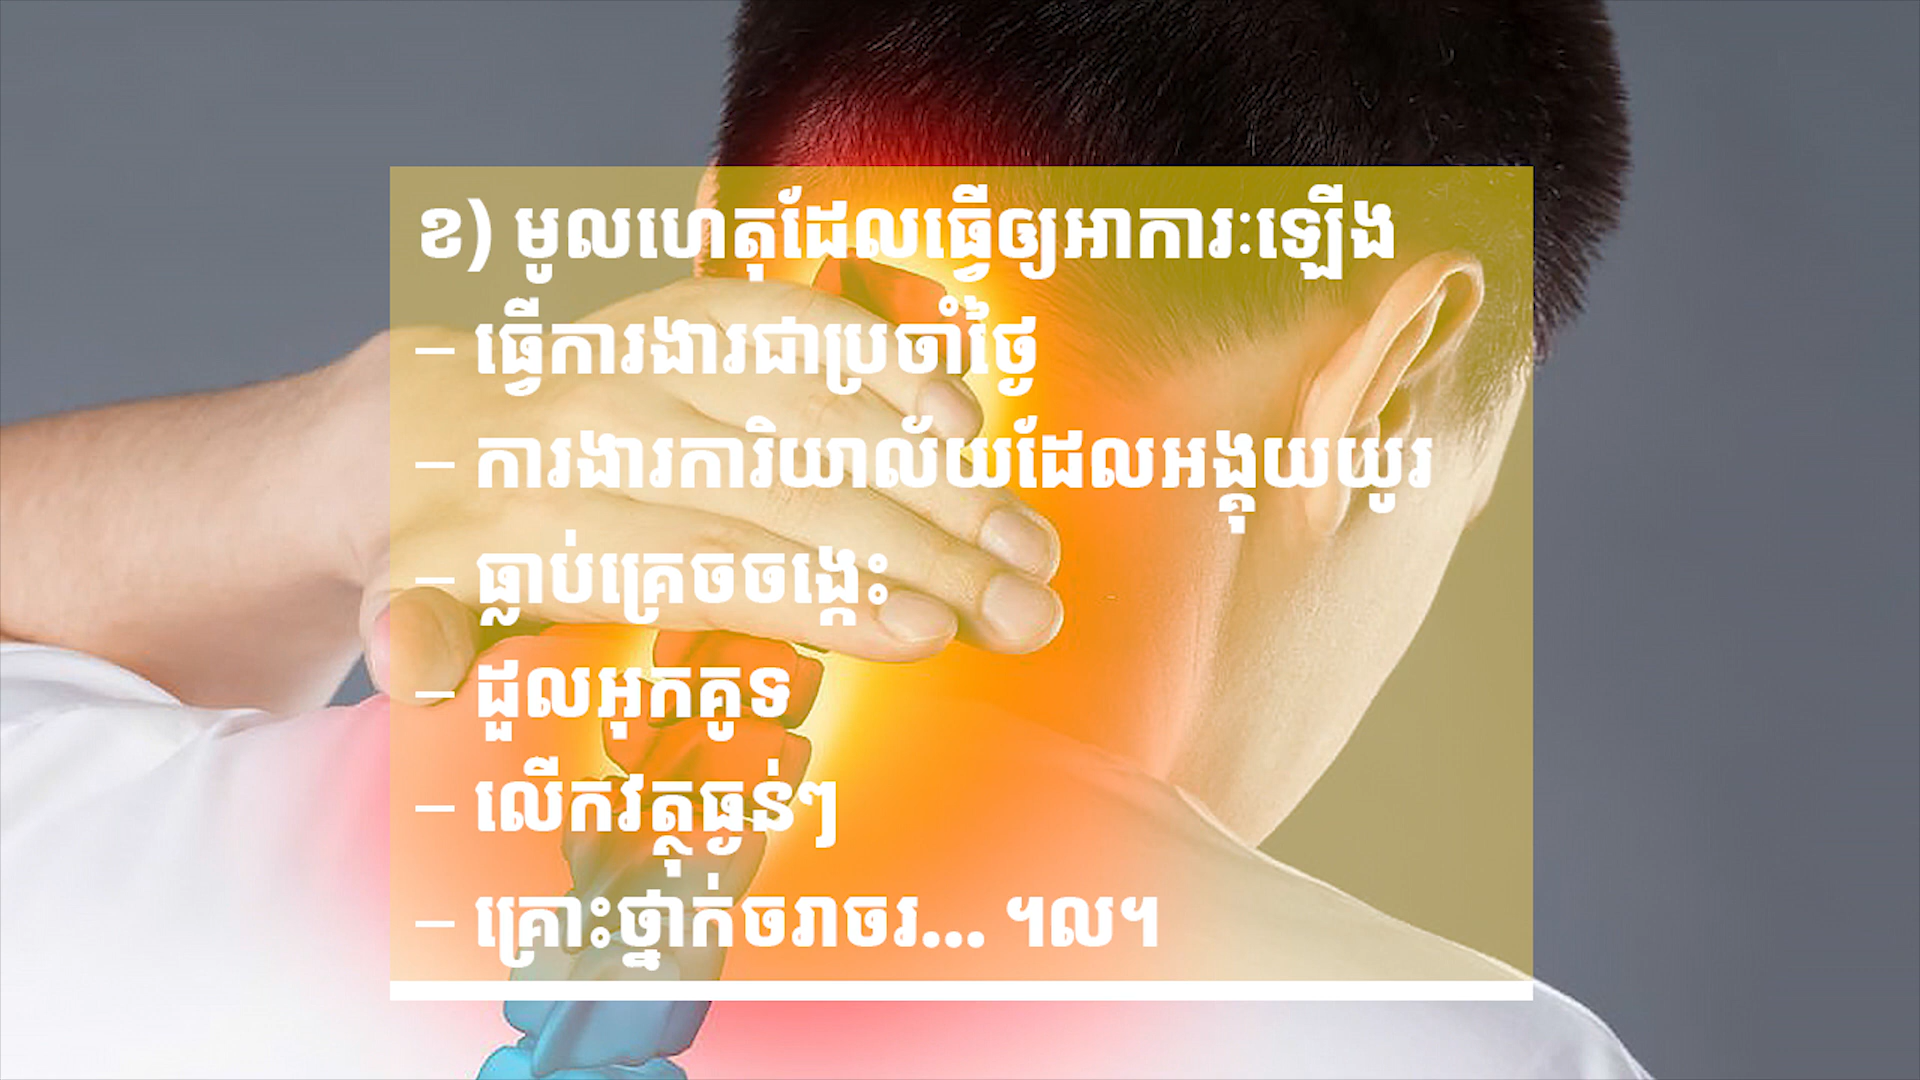 ខ) មូលហេតុដែលធ្វើឲ្យអាការៈឡើង
– ធ្វើការងារជាប្រចាំថ្ងៃ
– ការងារការិយាល័យដែលអង្គុយយូរ
– ធ្លាប់គ្រេចចង្កេះ
– ដួលអុកគូទ
– លើកវត្ថុធ្ងន់ៗ
– គ្រោះថ្នាក់ចរាចរ... ។ល។